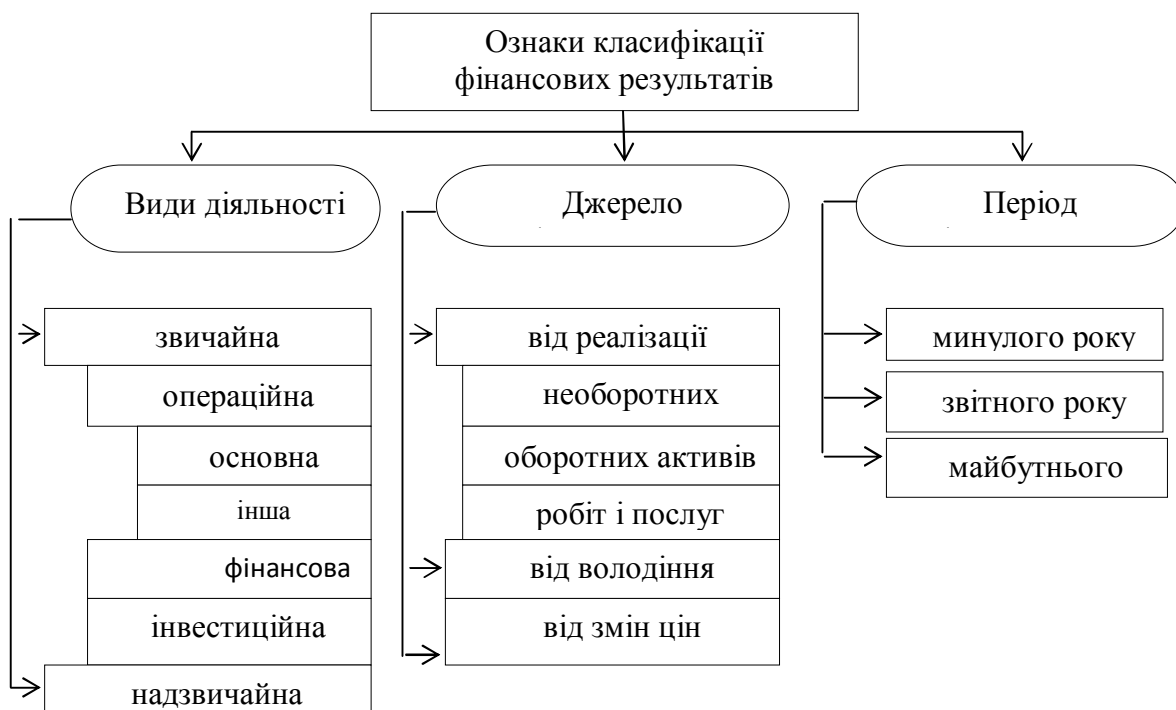 Ознаки класифікації
фінансових результатів
Види діяльності
Джерело
Період
звичайна
операційна
основна
інша
фінансова
інвестиційна
надзвичайна
від реалізації
необоротних
оборотних активів
робіт і послуг
від володіння
від змін цін
минулого року
звітного року
майбутнього